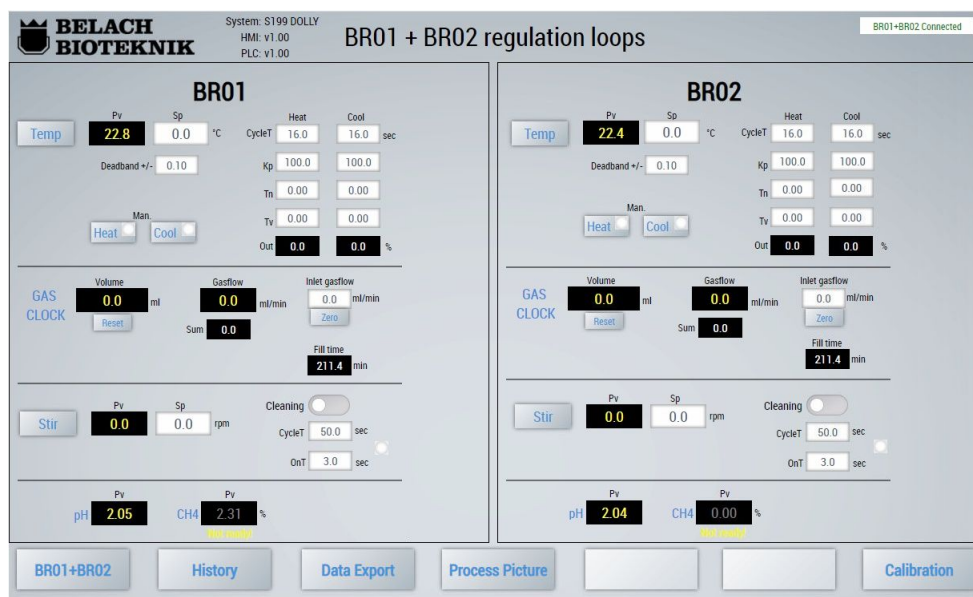 BELACH
BIOTEKNIK
System: S199 DOLLY
HMI: v1.00
PLC: v1.00
BR01 + BR02 regulation loops
BR01+BR02 Connected
BR01
Pv Sp Heat Cool
Temp 22.8 0.0 °C CycleT 16.0 16.0 sec
Deadband +/- 0.10 Kp 100.0 100.0
Tn 0.00 0.00
Man.
Heat Cool Tv 0.00 0.00
Out 0.0 0.0 %
Volume Gasflow Inlet gasflow
GAS CLOCK 0.0 ml 0.0 ml/min 0.0 ml/min
Reset Sum 0.0 Zero
Fill time
211.4 min
Pv Sp Cleaning
Stir 0.0 0.0 rpm CycleT 50.0 sec
OnT 3.0 sec
Pv Pv
pH 2.05 CH4 2.31 %
Not ready!
BR02
Pv Sp Heat Cool
Temp 22.4 0.0 °C CycleT 16.0 16.0 sec
Deadband +/- 0.10 Kp 100.0 100.0
Tn 0.00 0.00
Man.
Heat Cool Tv 0.00 0.00
Out 0.0 0.0 %
Volume Gasflow Inlet gasflow
GAS CLOCK 0.0 ml 0.0 ml/min 0.0 ml/min
Reset Sum 0.0 Zero
Fill time
211.4 min
Pv Sp Cleaning
Stir 0.0 0.0 rpm CycleT 50.0 sec
OnT 3.0 sec
Pv Pv
pH 2.04 CH4 0.00 %
Not ready!
BR01+BR02 History Data Export Process Picture Calibration